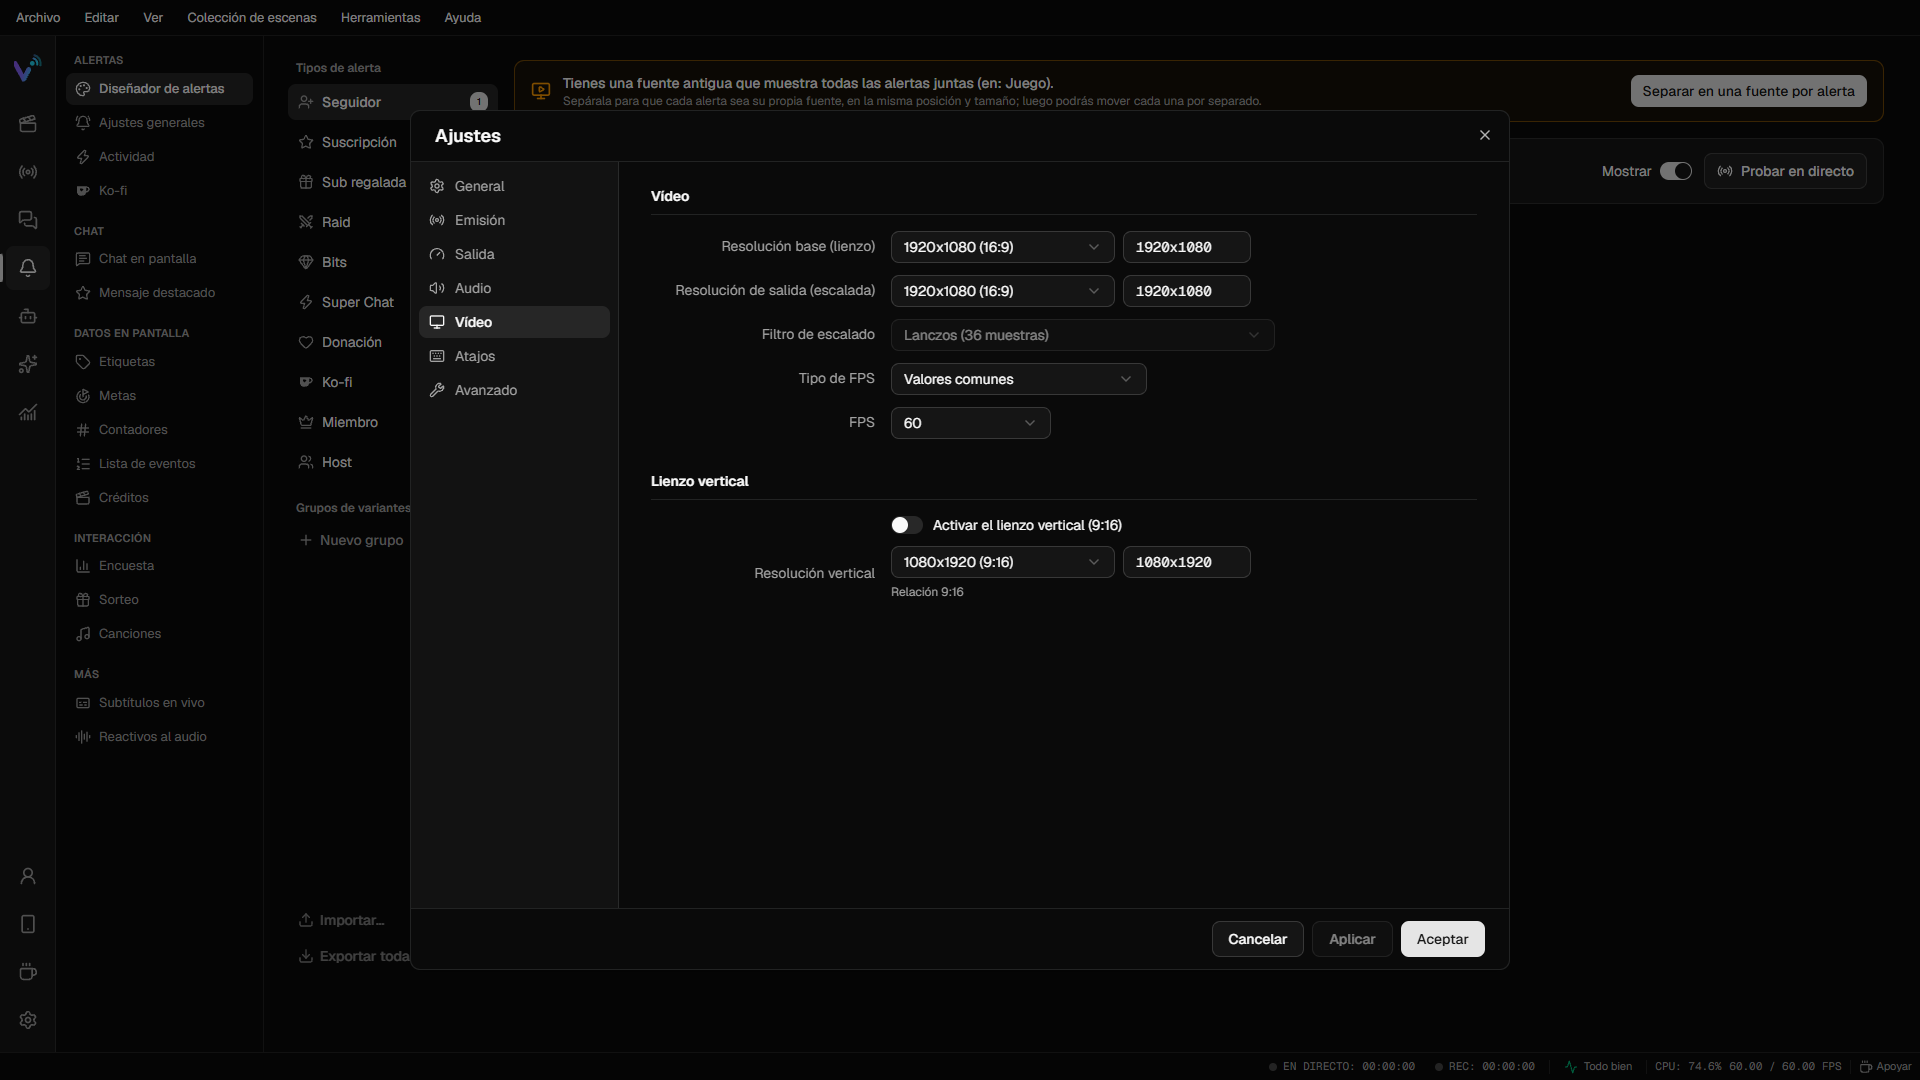 Archivo Editar Ver Colección de escenas Herramientas Ayuda
ALERTAS
Diseñador de alertas
Ajustes generales
Actividad
Ko-fi
CHAT
Chat en pantalla
Mensaje destacado
DATOS EN PANTALLA
Etiquetas
Metas
Contadores
Lista de eventos
Créditos
INTERACCIÓN
Encuesta
Sorteo
Canciones
MÁS
Subtítulos en vivo
Reactivos al audio
Tipos de alerta
Seguidor 1
Suscripción
Sub regalada
Raid
Bits
Super Chat
Donación
Ko-fi
Miembro
Host
Grupos de variantes
Nuevo grupo
Importar...
Exportar toda
Tienes una fuente antigua que muestra todas las alertas juntas (en: Juego).
Sepárala para que cada alerta sea su propia fuente, en la misma posición y tamaño; luego podrás mover cada una por separado.
Separar en una fuente por alerta
Mostrar Probar en directo
Ajustes
General
Emisión
Salida
Audio
Vídeo
Atajos
Avanzado
Vídeo
Resolución base (lienzo) 1920x1080 (16:9) 1920x1080
Resolución de salida (escalada) 1920x1080 (16:9) 1920x1080
Filtro de escalado Lanczos (36 muestras)
Tipo de FPS Valores comunes
FPS 60
Lienzo vertical
Activar el lienzo vertical (9:16)
Resolución vertical 1080x1920 (9:16) 1080x1920
Relación 9:16
Cancelar Aplicar Aceptar
EN DIRECTO: 00:00:00 REC: 00:00:00 Todo bien CPU: 74.6% 60.00 / 60.00 FPS Apoyar